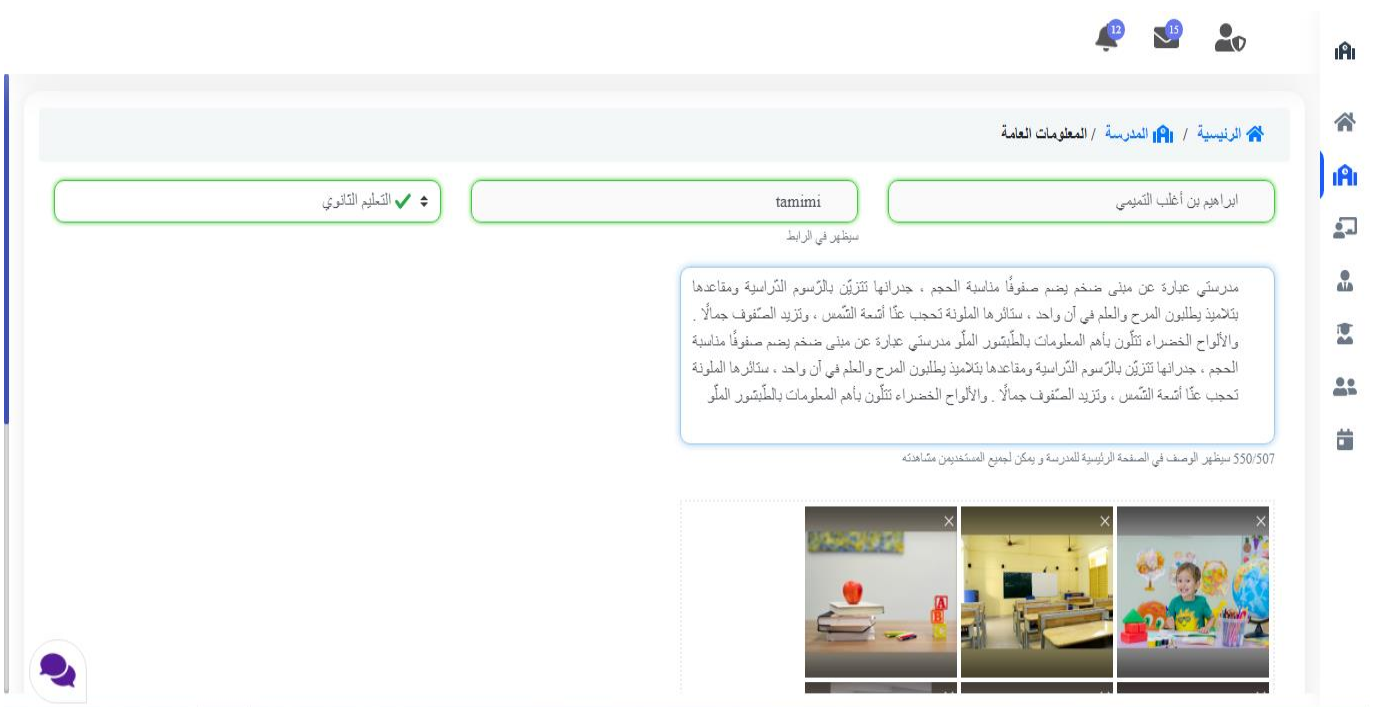 12
15
الرئيسية / المدرسة / المعلومات العامة
ابراهيم بن أغلب التميمي
tamimi
التعليم الثانوي
سيظهر في الرابط
مدرستي عبارة عن مبنى ضخم يضم صفوفًا مناسبة الحجم ، جدرانها تتزيّن بالرّسوم الدّراسية ومقاعدها
بتلاميذ يطلبون المرح والعلم في آن واحد ، ستائرها الملونة تحجب عنّا أشعة الشّمس ، وتزيد الصّفوف جمالًا .
والألواح الخضراء تتلّون بأهم المعلومات بالطّبشور الملّو مدرستي عبارة عن مبنى ضخم يضم صفوفًا مناسبة
الحجم ، جدرانها تتزيّن بالرّسوم الدّراسية ومقاعدها بتلاميذ يطلبون المرح والعلم في آن واحد ، ستائرها الملونة
تحجب عنّا أشعة الشّمس ، وتزيد الصّفوف جمالًا . والألواح الخضراء تتلّون بأهم المعلومات بالطّبشور الملّو
550/507 سيظهر الوصف في الصفحة الرئيسية للمدرسة و يمكن لجميع المستخديمن مشاهدته
A
B